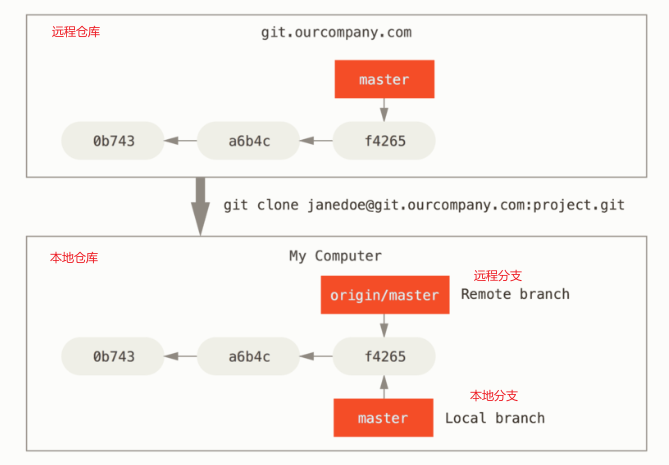 远程仓库
git.ourcompany.com
master
0b743
a6b4c
f4265
git clone janedoe@git.ourcompany.com:project.git
本地仓库
My Computer
远程分支
origin/master
Remote branch
0b743
a6b4c
f4265
本地分支
master
Local branch